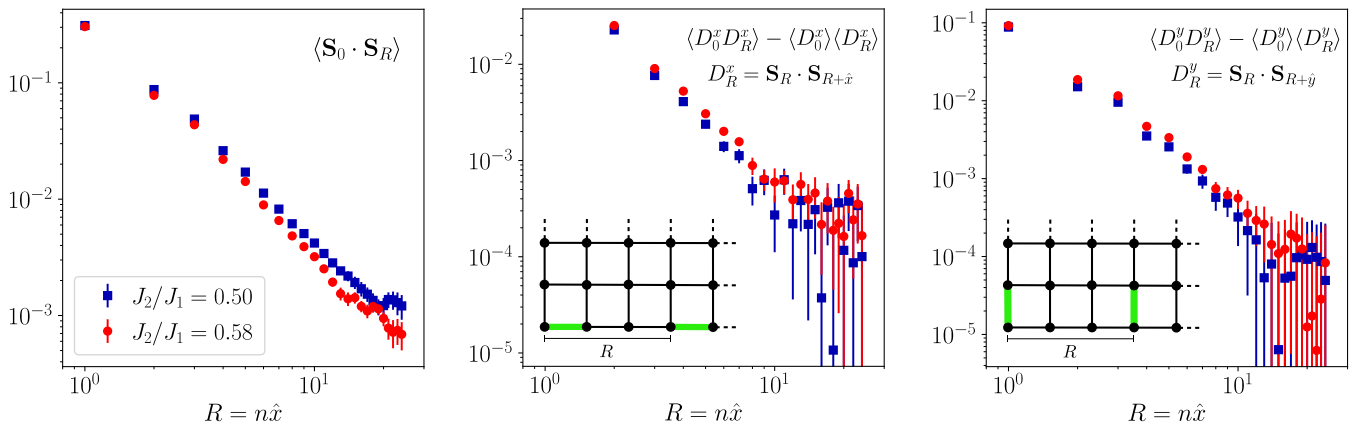 ⟨S₀ · S_R⟩
10⁻¹
10⁻²
10⁻³
J₂/J₁ = 0.50
J₂/J₁ = 0.58
10⁰
10¹
R = nx̂
⟨D₀ˣD_Rˣ⟩ − ⟨D₀ˣ⟩⟨D_Rˣ⟩
D_Rˣ = S_R · S_{R+x̂}
10⁻²
10⁻³
10⁻⁴
10⁻⁵
R
10⁰
10¹
R = nx̂
⟨D₀ʸD_Rʸ⟩ − ⟨D₀ʸ⟩⟨D_Rʸ⟩
D_Rʸ = S_R · S_{R+ŷ}
10⁻¹
10⁻²
10⁻³
10⁻⁴
10⁻⁵
R
10⁰
10¹
R = nx̂